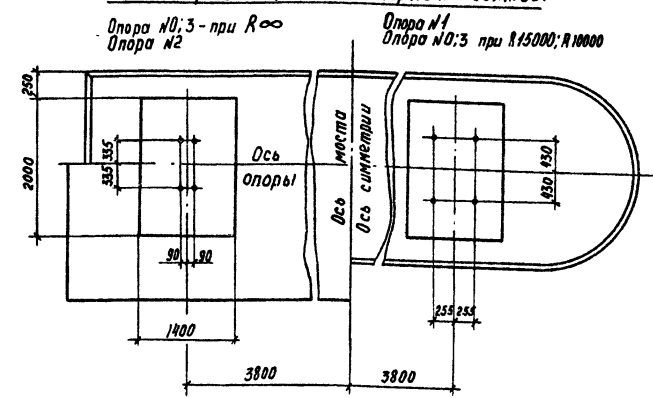 Опора №0;3 - при R∞
Опора №2
Опора №1
Опора №0;3 при R15000; R10000
250
2000
335
335
Ось
опоры
90
90
1400
Ось моста
Ось симметрии
430
430
255
255
3800
3800